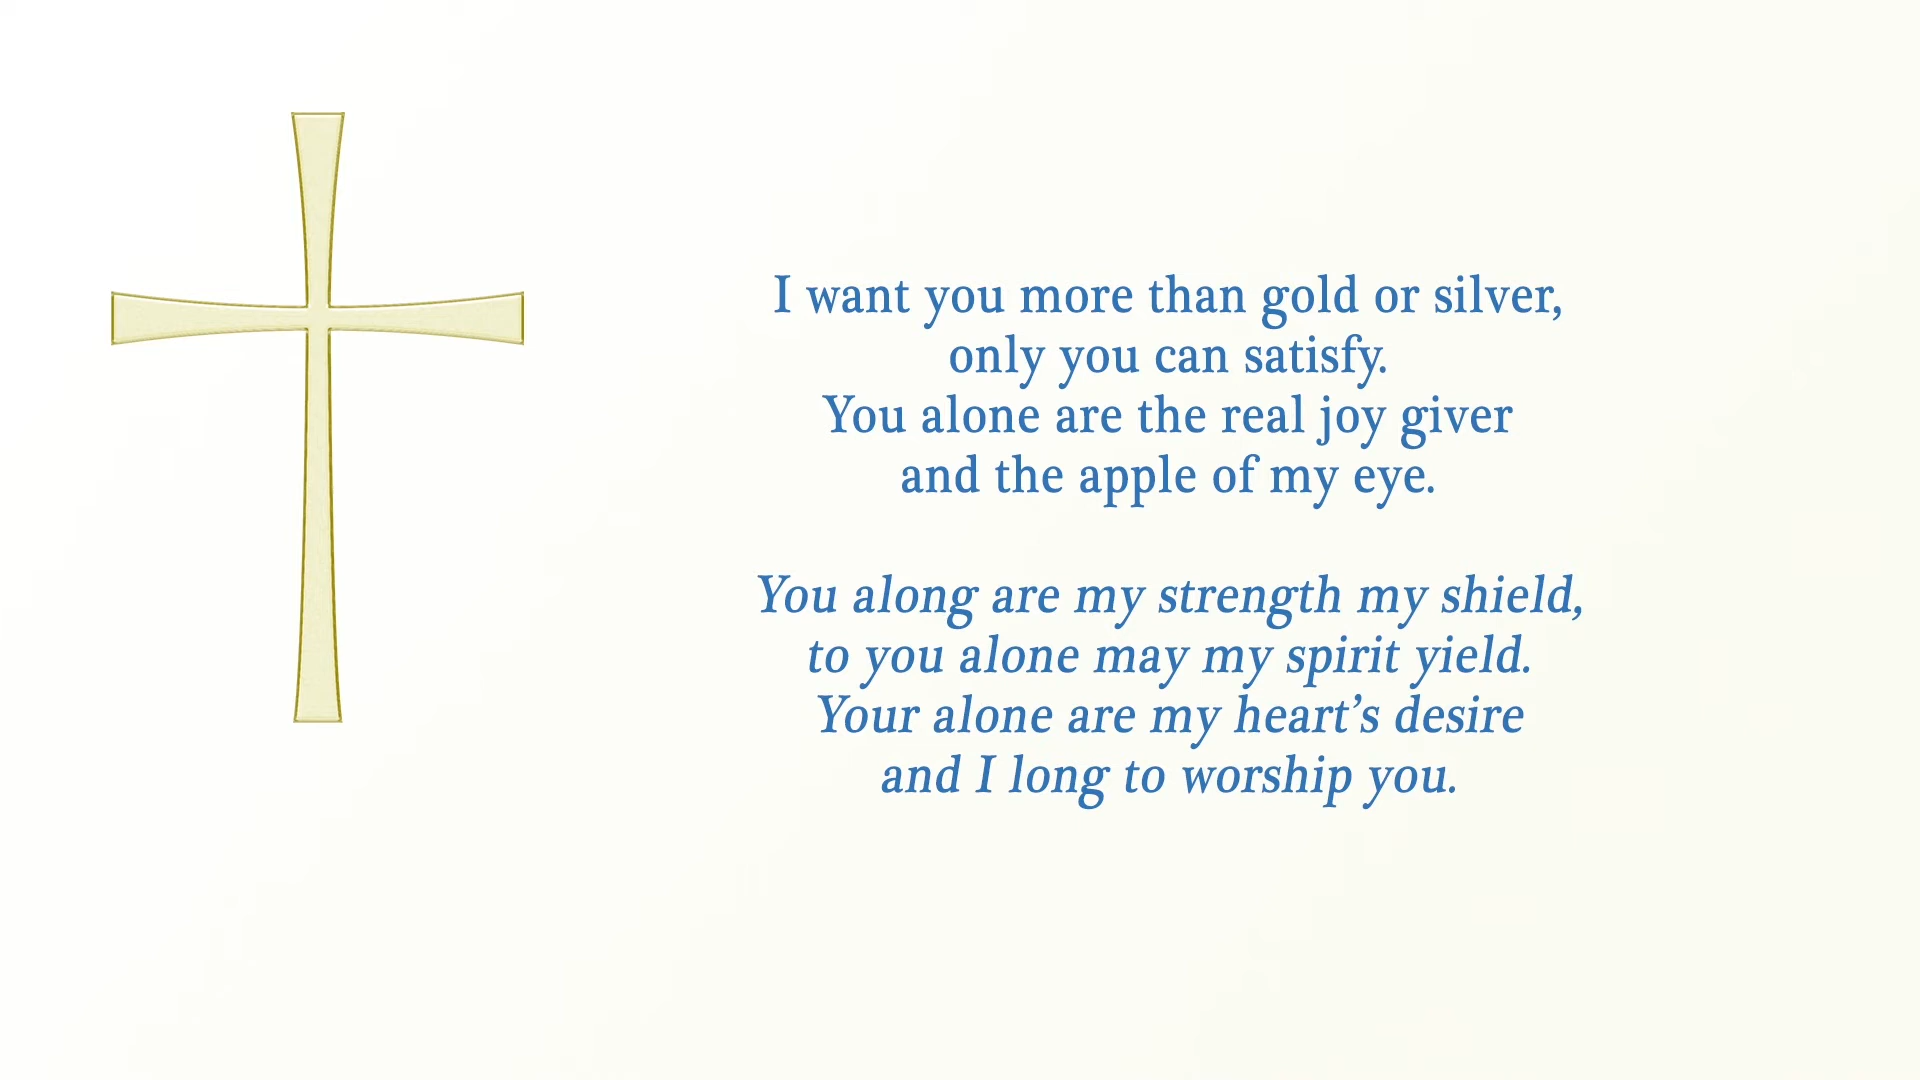 I want you more than gold or silver,
only you can satisfy.
You alone are the real joy giver
and the apple of my eye.
You along are my strength my shield,
to you alone may my spirit yield.
Your alone are my heart’s desire
and I long to worship you.